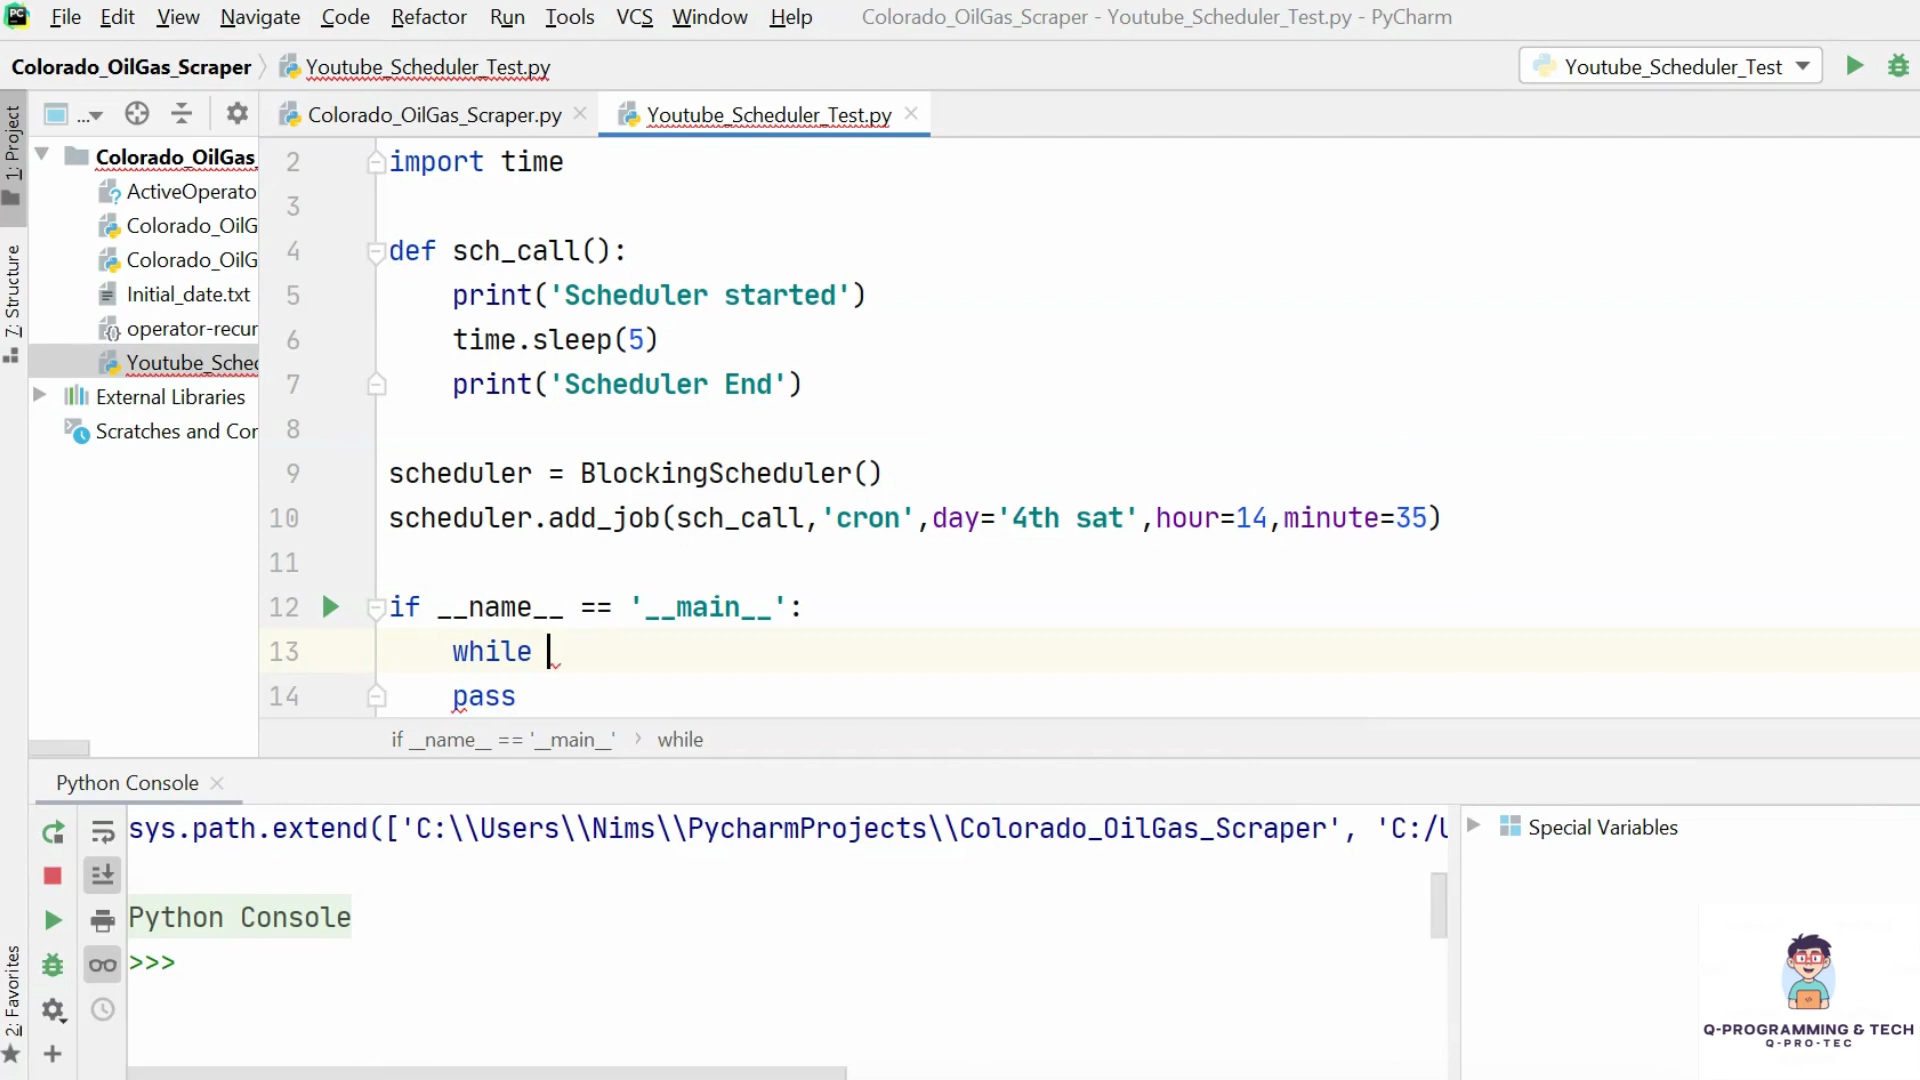 PC File Edit View Navigate Code Refactor Run Tools VCS Window Help Colorado_OilGas_Scraper - Youtube_Scheduler_Test.py - PyCharm
Colorado_OilGas_Scraper Youtube_Scheduler_Test.py Youtube_Scheduler_Test
... Colorado_OilGas_Scraper.py Youtube_Scheduler_Test.py
1: Project
7: Structure
2: Favorites
Colorado_OilGas_
ActiveOperato
Colorado_OilG
Colorado_OilG
Initial_date.txt
operator-recur
Youtube_Sched
External Libraries
Scratches and Cor
2 import time
3
4 def sch_call():
5 print('Scheduler started')
6 time.sleep(5)
7 print('Scheduler End')
8
9 scheduler = BlockingScheduler()
10 scheduler.add_job(sch_call,'cron',day='4th sat',hour=14,minute=35)
11
12 if __name__ == '__main__':
13 while
14 pass
if __name__ == '__main__' › while
Python Console
sys.path.extend(['C:\\Users\\Nims\\PycharmProjects\\Colorado_OilGas_Scraper', 'C:/U
Python Console
>>>
Special Variables
Q-PROGRAMMING & TECH
Q-PRO-TEC